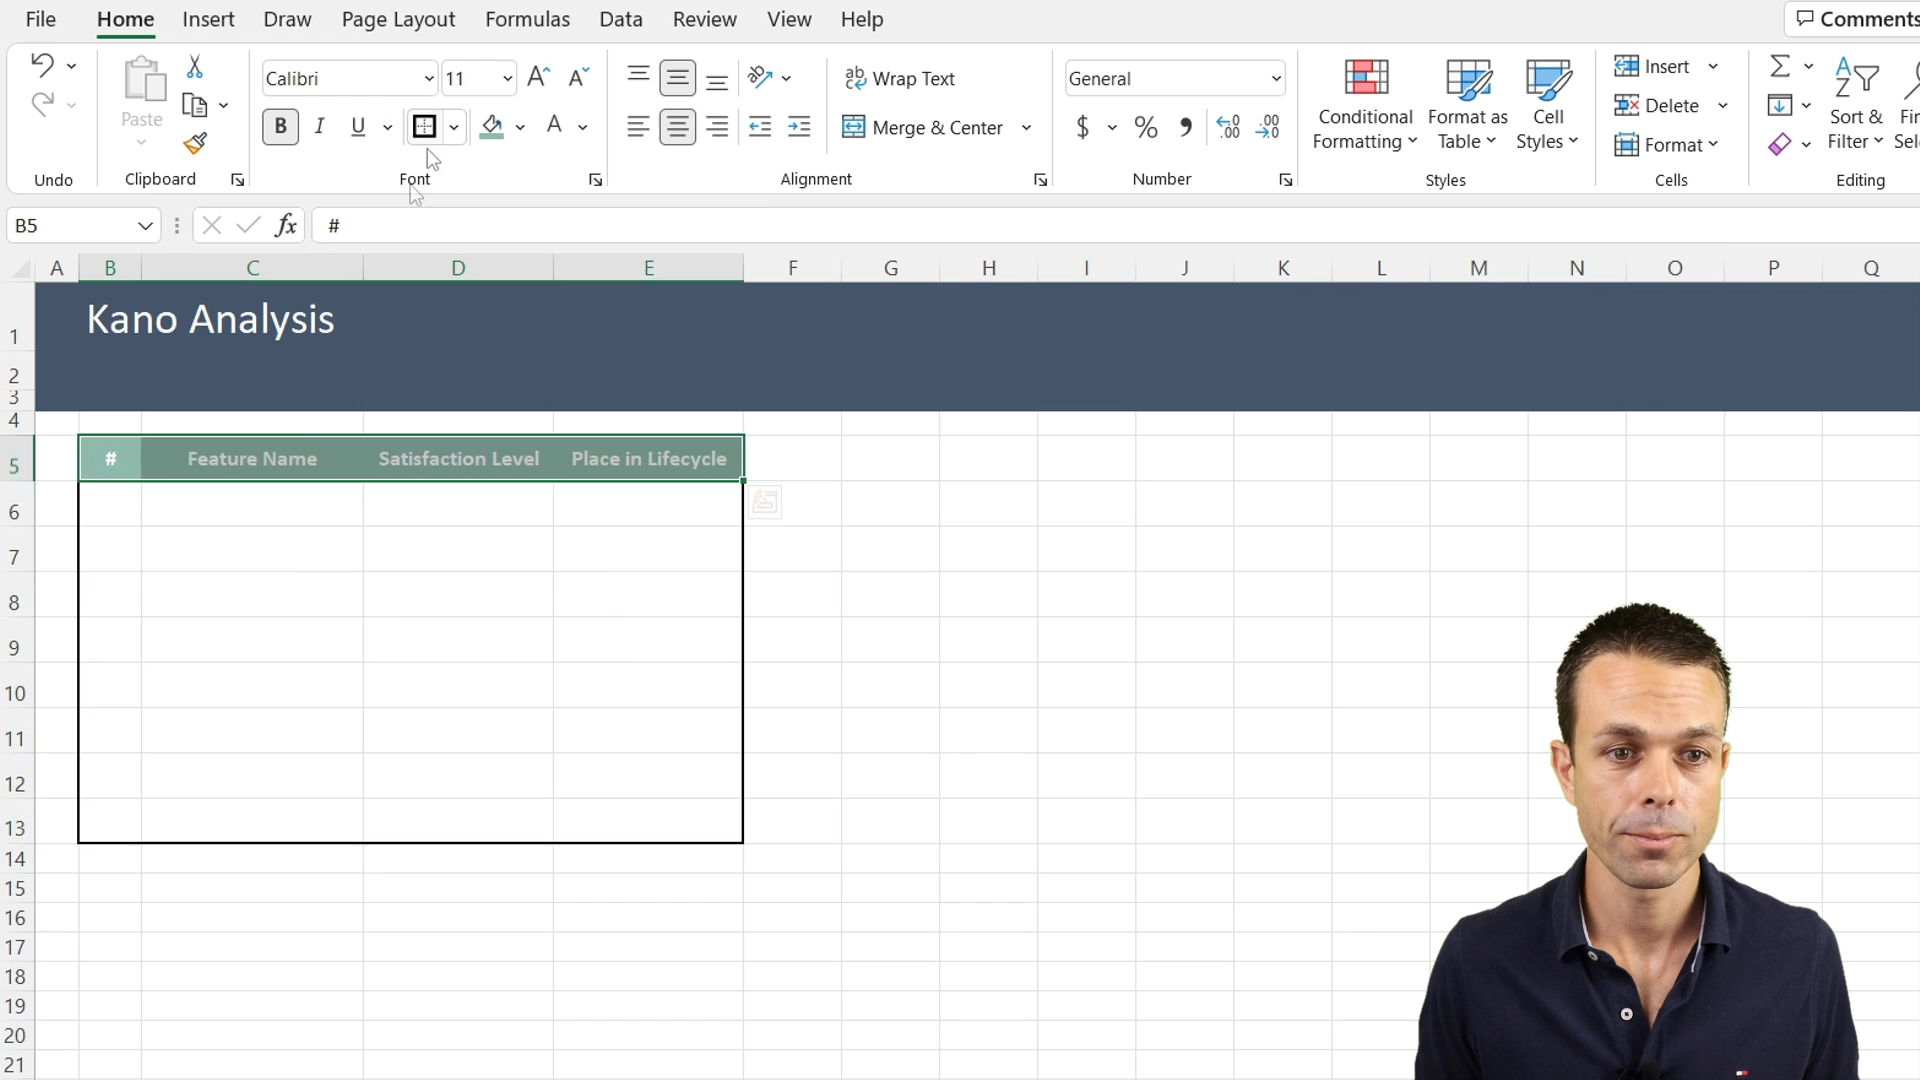 File Home Insert Draw Page Layout Formulas Data Review View Help Comments
Calibri 11 Wrap Text General Insert
Paste B I U A Merge & Center $ % Conditional Formatting Format as Table Cell Styles Delete Sort & Filter
Format
Undo Clipboard Font Alignment Number Styles Cells Editing
B5 fx #
A B C D E F G H I J K L M N O P Q
1 Kano Analysis
2
3
4
5 # Feature Name Satisfaction Level Place in Lifecycle
6
7
8
9
10
11
12
13
14
15
16
17
18
19
20
21